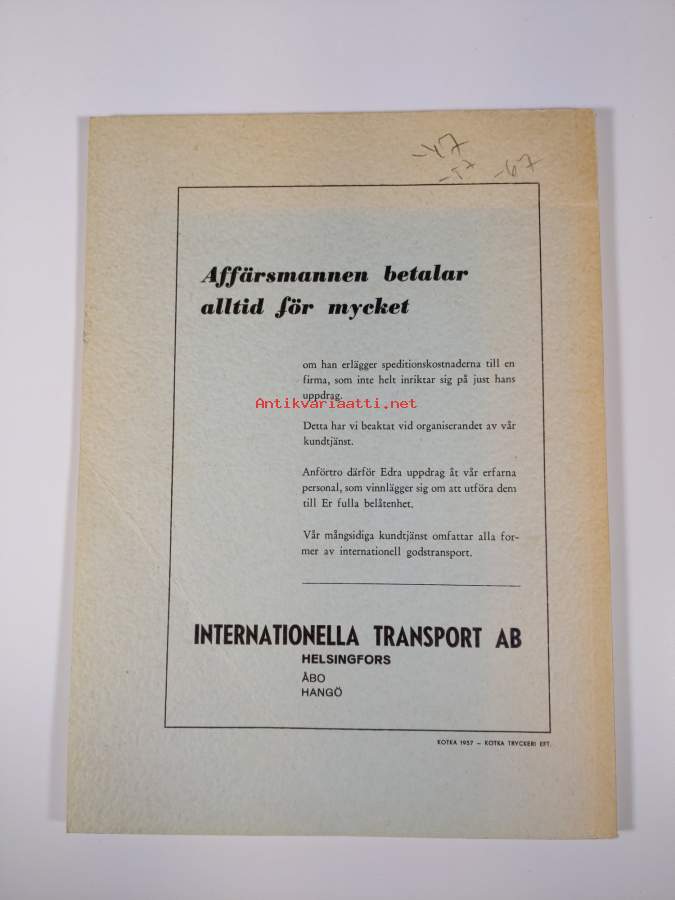 -47
-57 -67
Affärsmannen betalar
alltid för mycket
om han erlägger speditionskostnaderna till en
firma, som inte helt inriktar sig på just hans
uppdrag.
Antikvariaatti.net
Detta har vi beaktat vid organiserandet av vår
kundtjänst.
Anförtro därför Edra uppdrag åt vår erfarna
personal, som vinnlägger sig om att utföra dem
till Er fulla belåtenhet.
Vår mångsidiga kundtjänst omfattar alla for-
mer av internationell godstransport.
INTERNATIONELLA TRANSPORT AB
HELSINGFORS
ÅBO
HANGÖ
KOTKA 1957 – KOTKA TRYCKERI EFT.